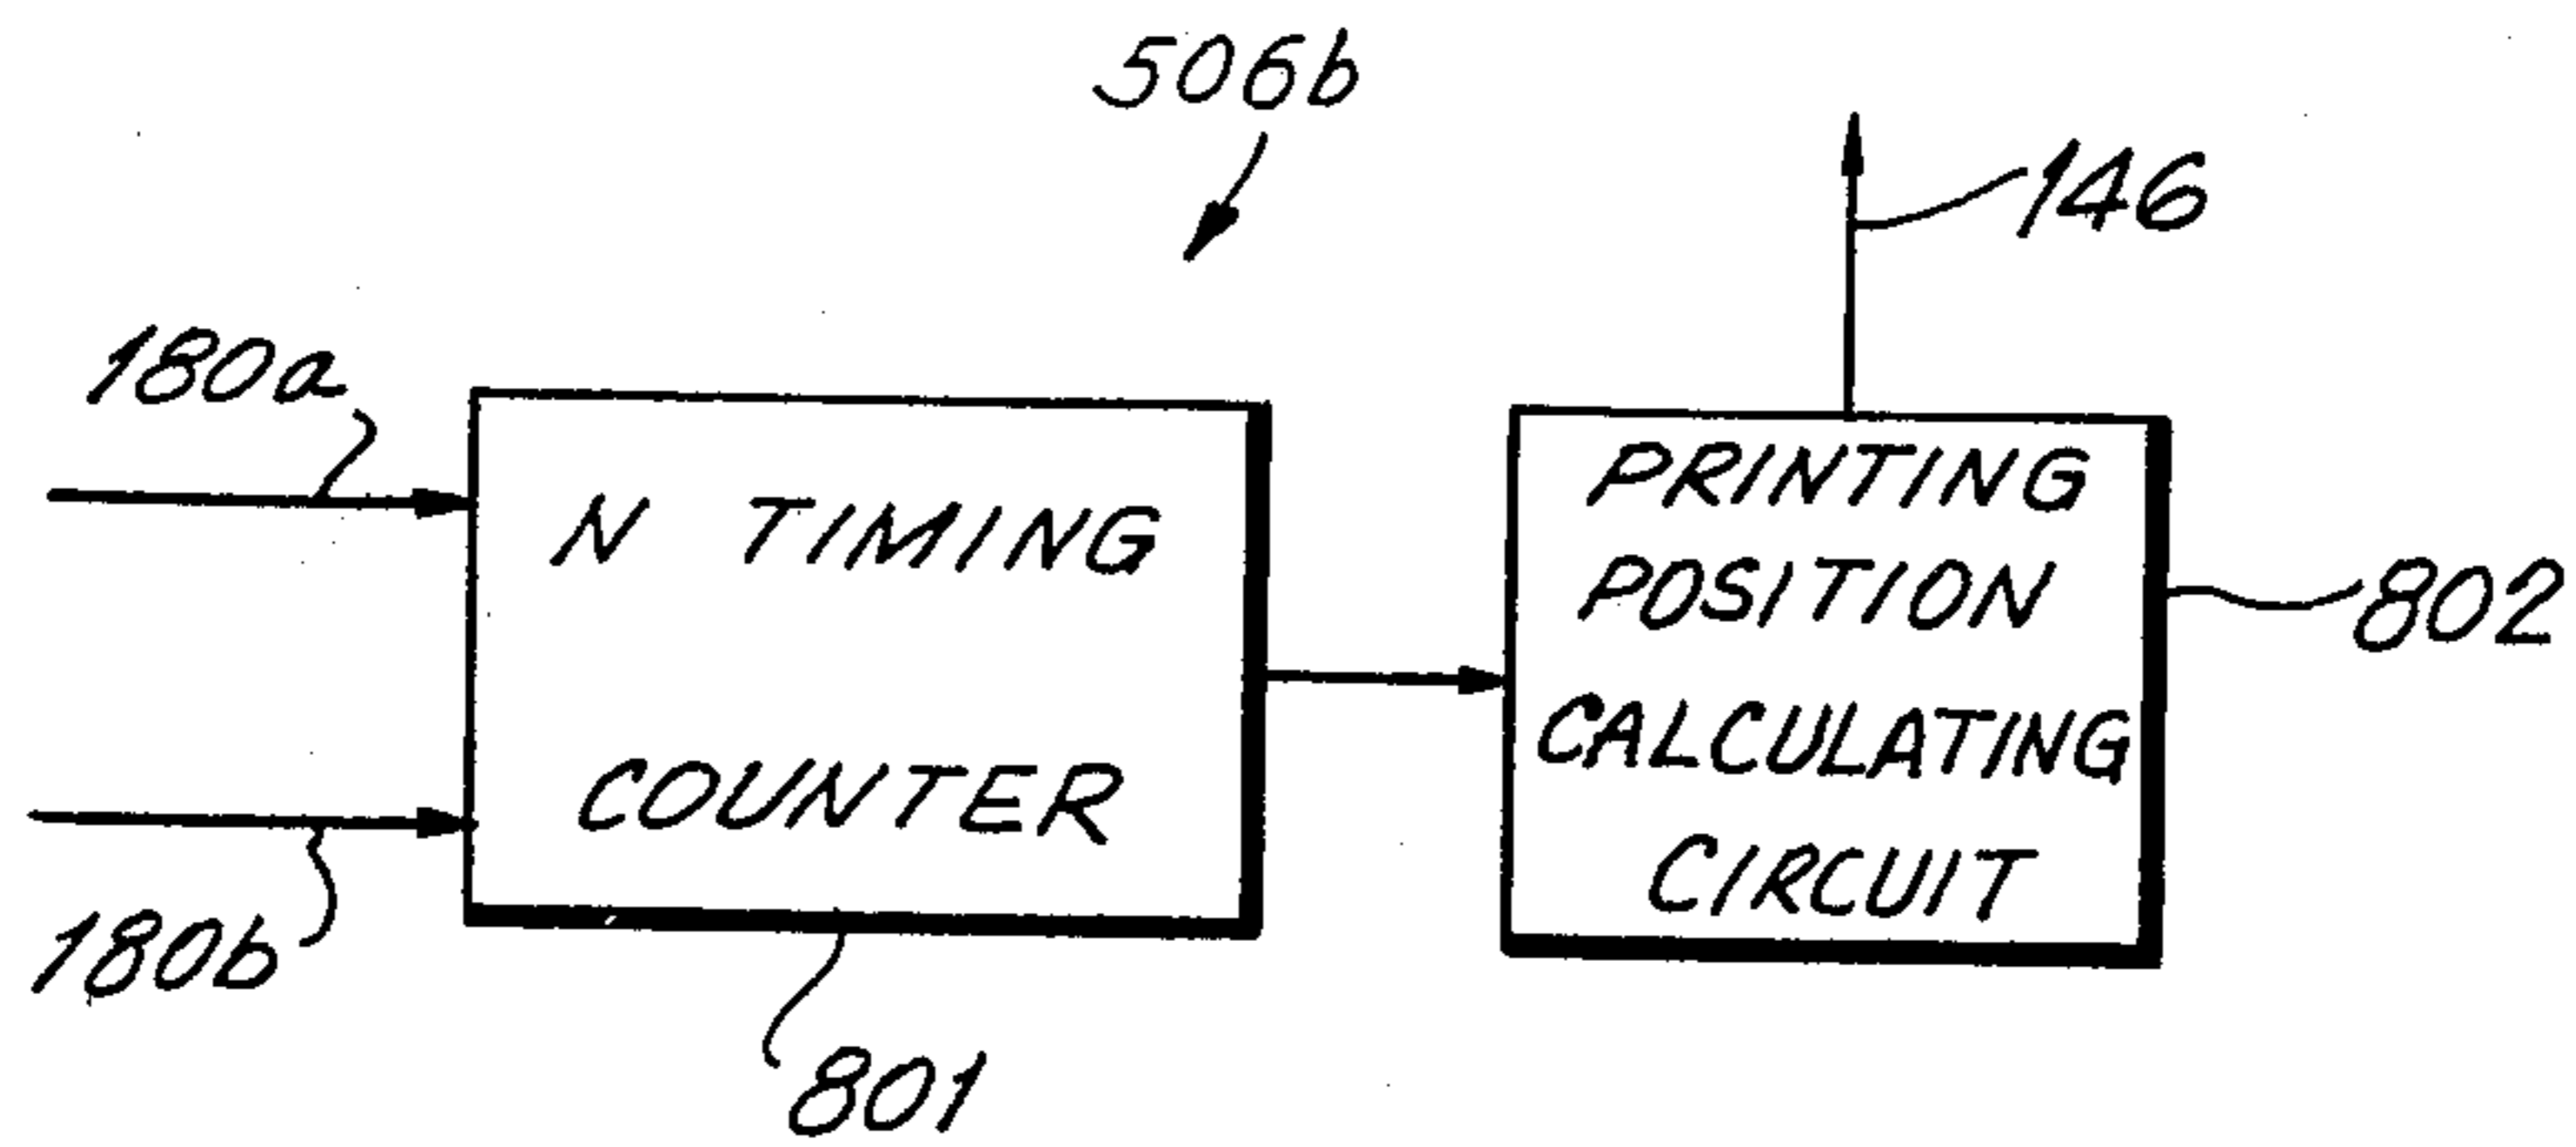 506b
146
180a
N TIMING
COUNTER
PRINTING
POSITION
CALCULATING
CIRCUIT
802
180b
801